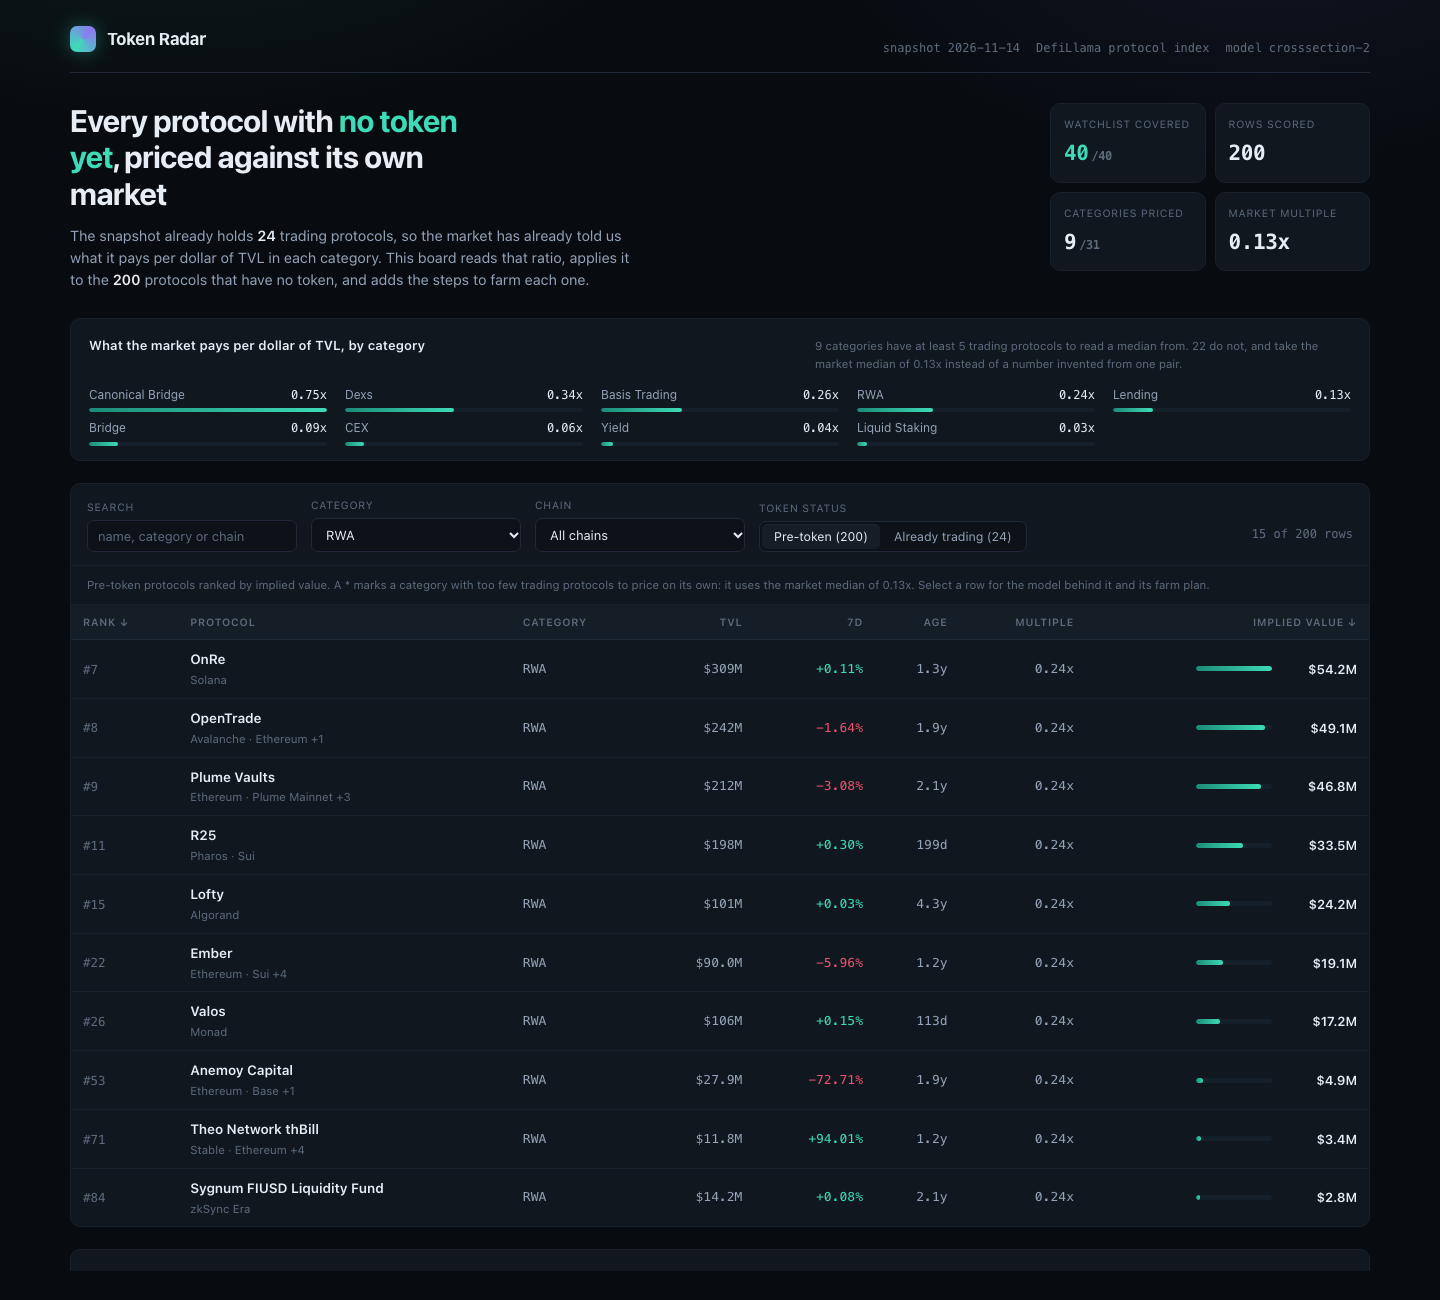 Token Radar
snapshot 2026-11-14 DefiLlama protocol index model crosssection-2
Every protocol with no token
yet, priced against its own
market
The snapshot already holds 24 trading protocols, so the market has already told us
what it pays per dollar of TVL in each category. This board reads that ratio, applies it
to the 200 protocols that have no token, and adds the steps to farm each one.
WATCHLIST COVERED
40 /40
ROWS SCORED
200
CATEGORIES PRICED
9 /31
MARKET MULTIPLE
0.13x
What the market pays per dollar of TVL, by category
9 categories have at least 5 trading protocols to read a median from. 22 do not, and take the
market median of 0.13x instead of a number invented from one pair.
Canonical Bridge 0.75x Dexs 0.34x Basis Trading 0.26x RWA 0.24x Lending 0.13x
Bridge 0.09x CEX 0.06x Yield 0.04x Liquid Staking 0.03x
SEARCH CATEGORY CHAIN TOKEN STATUS
name, category or chain RWA All chains Pre-token (200) Already trading (24) 15 of 200 rows
Pre-token protocols ranked by implied value. A * marks a category with too few trading protocols to price on its own: it uses the market median of 0.13x. Select a row for the model behind it and its farm plan.
RANK ↓ PROTOCOL CATEGORY TVL 7D AGE MULTIPLE IMPLIED VALUE ↓
#7 OnRe RWA $309M +0.11% 1.3y 0.24x $54.2M
Solana
#8 OpenTrade RWA $242M −1.64% 1.9y 0.24x $49.1M
Avalanche · Ethereum +1
#9 Plume Vaults RWA $212M −3.08% 2.1y 0.24x $46.8M
Ethereum · Plume Mainnet +3
#11 R25 RWA $198M +0.30% 199d 0.24x $33.5M
Pharos · Sui
#15 Lofty RWA $101M +0.03% 4.3y 0.24x $24.2M
Algorand
#22 Ember RWA $90.0M −5.96% 1.2y 0.24x $19.1M
Ethereum · Sui +4
#26 Valos RWA $106M +0.15% 113d 0.24x $17.2M
Monad
#53 Anemoy Capital RWA $27.9M −72.71% 1.9y 0.24x $4.9M
Ethereum · Base +1
#71 Theo Network thBill RWA $11.8M +94.01% 1.2y 0.24x $3.4M
Stable · Ethereum +4
#84 Sygnum FIUSD Liquidity Fund RWA $14.2M +0.08% 2.1y 0.24x $2.8M
zkSync Era